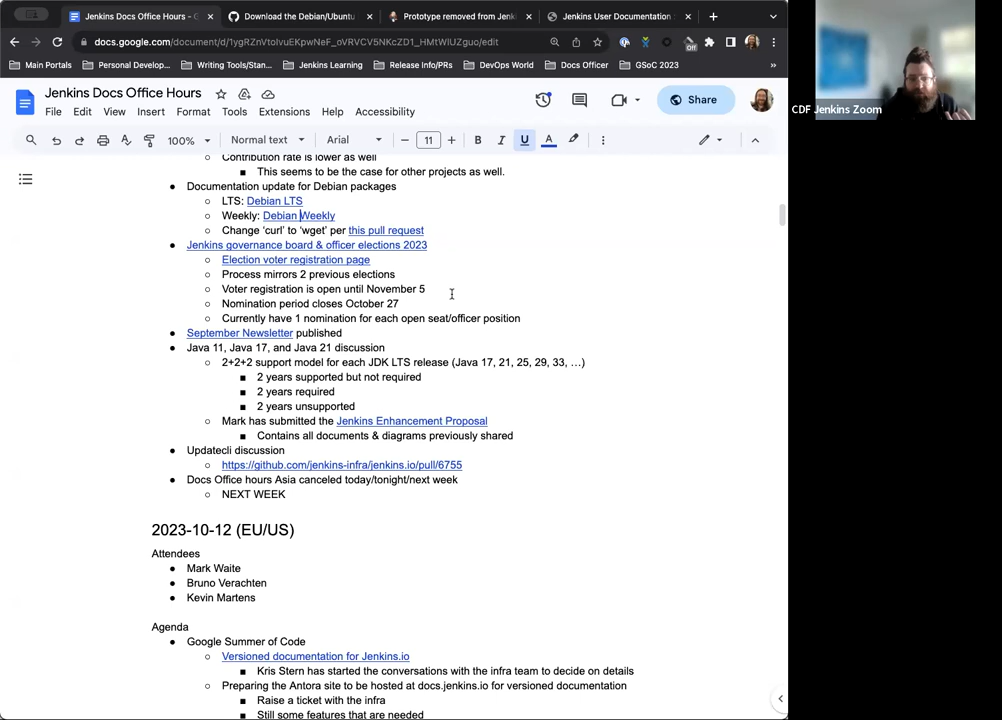 Jenkins Docs Office Hours - G
Download the Debian/Ubuntu
Prototype removed from Jenk
Jenkins User Documentation
docs.google.com/document/d/1ygRZnVtoIvuEKpwNeF_oVRVCV5NKcZD1_HMtWlUZguo/edit
Main Portals
Personal Develop...
Writing Tools/Stan...
Jenkins Learning
Release Info/PRs
DevOps World
Docs Officer
GSoC 2023
Off
CDF Jenkins Zoom
Jenkins Docs Office Hours
File Edit View Insert Format Tools Extensions Help Accessibility
Share
100% Normal text Arial 11 B I U A
Contribution rate is lower as well
This seems to be the case for other projects as well.
Documentation update for Debian packages
LTS: Debian LTS
Weekly: Debian Weekly
Change ‘curl’ to ‘wget’ per this pull request
Jenkins governance board & officer elections 2023
Election voter registration page
Process mirrors 2 previous elections
Voter registration is open until November 5
Nomination period closes October 27
Currently have 1 nomination for each open seat/officer position
September Newsletter published
Java 11, Java 17, and Java 21 discussion
2+2+2 support model for each JDK LTS release (Java 17, 21, 25, 29, 33, …)
2 years supported but not required
2 years required
2 years unsupported
Mark has submitted the Jenkins Enhancement Proposal
Contains all documents & diagrams previously shared
Updatecli discussion
https://github.com/jenkins-infra/jenkins.io/pull/6755
Docs Office hours Asia canceled today/tonight/next week
NEXT WEEK
2023-10-12 (EU/US)
Attendees
Mark Waite
Bruno Verachten
Kevin Martens
Agenda
Google Summer of Code
Versioned documentation for Jenkins.io
Kris Stern has started the conversations with the infra team to decide on details
Preparing the Antora site to be hosted at docs.jenkins.io for versioned documentation
Raise a ticket with the infra
Still some features that are needed